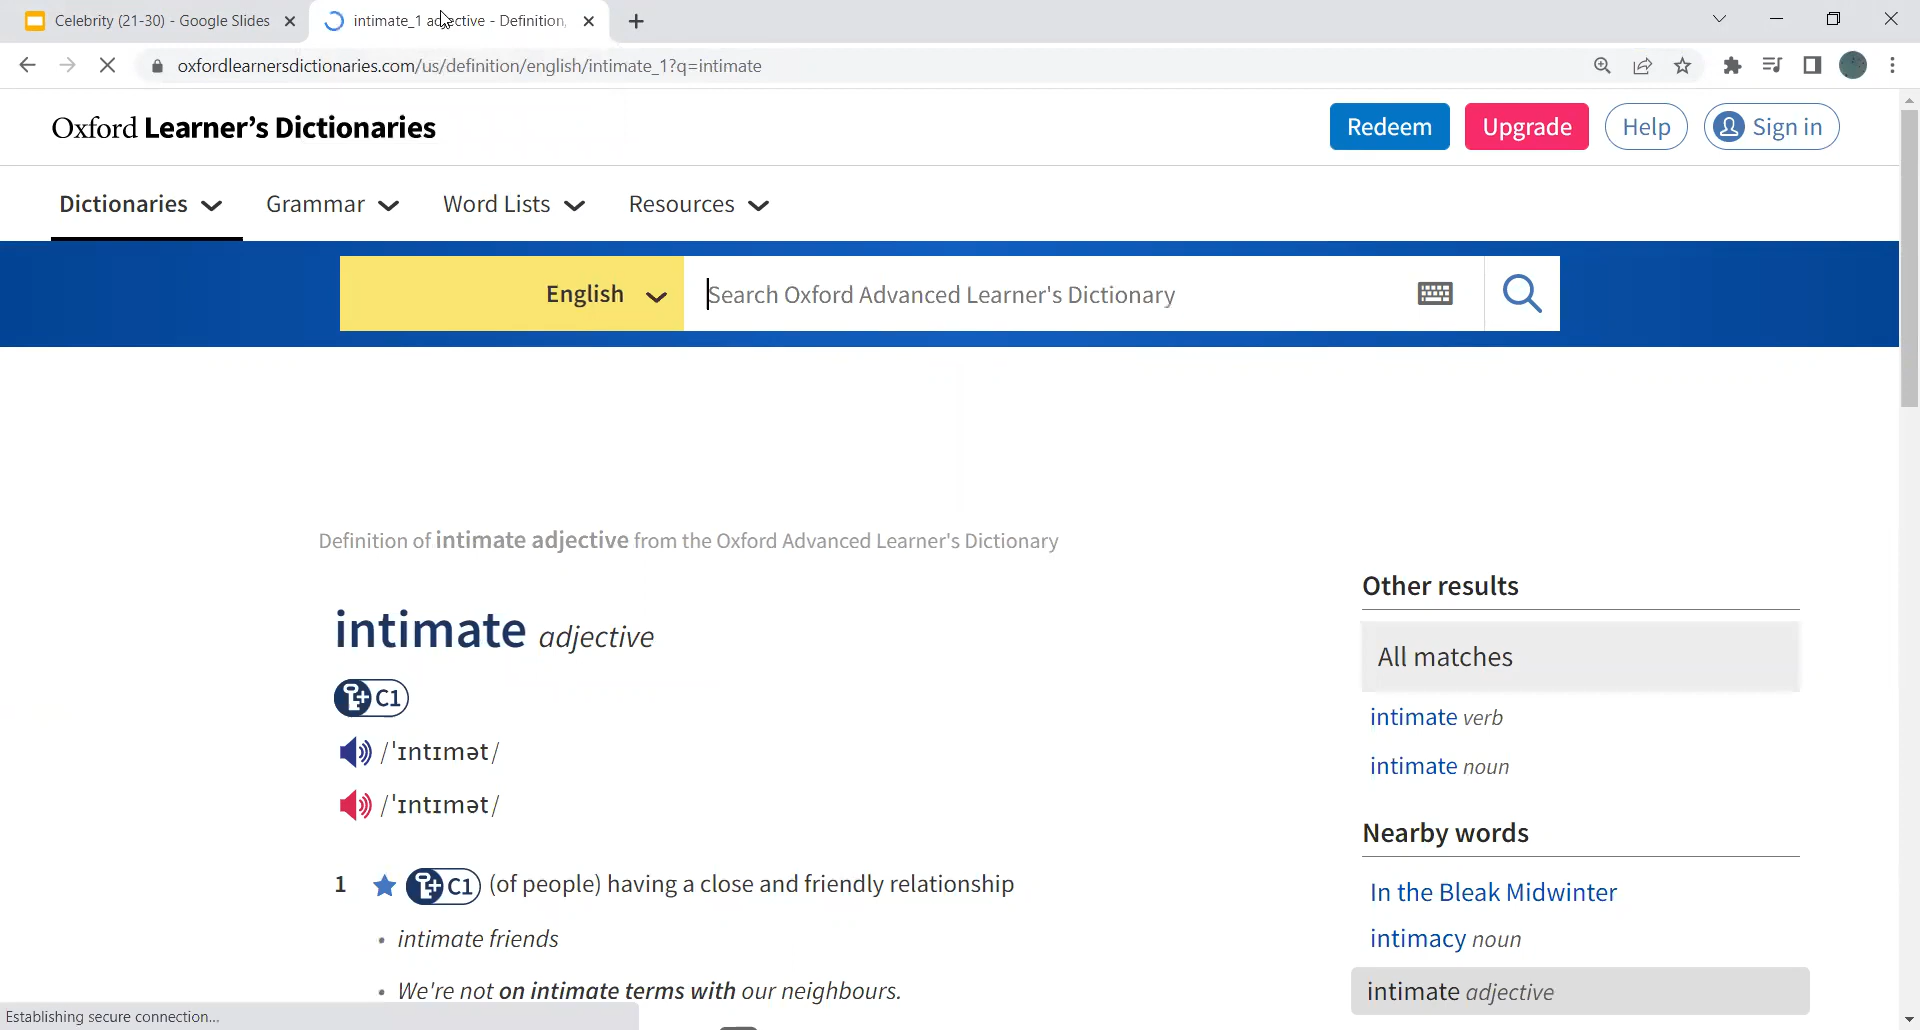 Celebrity (21-30) - Google Slides
intimate_1 adjective - Definition,
oxfordlearnersdictionaries.com/us/definition/english/intimate_1?q=intimate
Oxford Learner's Dictionaries
Redeem
Upgrade
Help
Sign in
Dictionaries
Grammar
Word Lists
Resources
English
Search Oxford Advanced Learner's Dictionary
Definition of intimate adjective from the Oxford Advanced Learner's Dictionary
intimate adjective
C1
/ˈɪntɪmət/
/ˈɪntɪmət/
1 C1 (of people) having a close and friendly relationship
• intimate friends
• We're not on intimate terms with our neighbours.
Other results
All matches
intimate verb
intimate noun
Nearby words
In the Bleak Midwinter
intimacy noun
intimate adjective
Establishing secure connection...